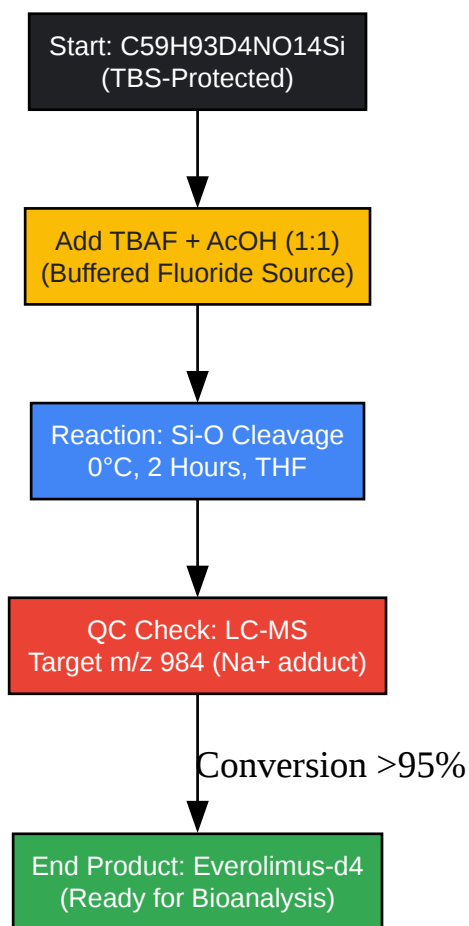 Start: C59H93D4NO14Si
(TBS-Protected)
Add TBAF + AcOH (1:1)
(Buffered Fluoride Source)
Reaction: Si-O Cleavage
0°C, 2 Hours, THF
QC Check: LC-MS
Target m/z 984 (Na+ adduct)
Conversion >95%
End Product: Everolimus-d4
(Ready for Bioanalysis)